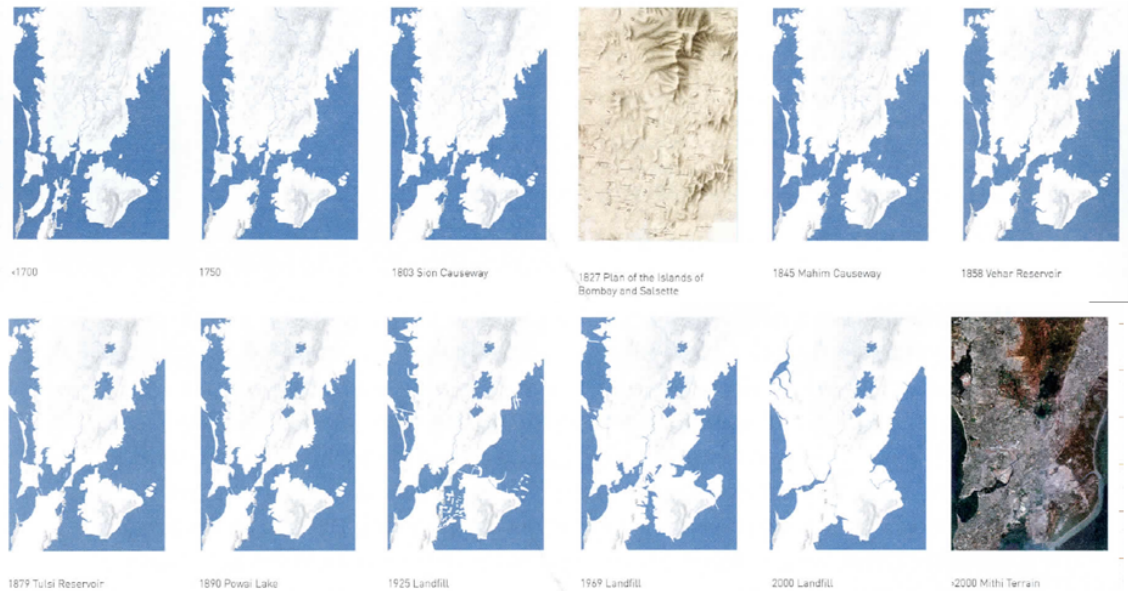 <1700
1750
1803 Sion Causeway
1827 Plan of the Islands of
Bombay and Salsette
1845 Mahim Causeway
1858 Vehar Reservoir
1879 Tulsi Reservoir
1890 Powai Lake
1925 Landfill
1969 Landfill
2000 Landfill
>2000 Mithi Terrain